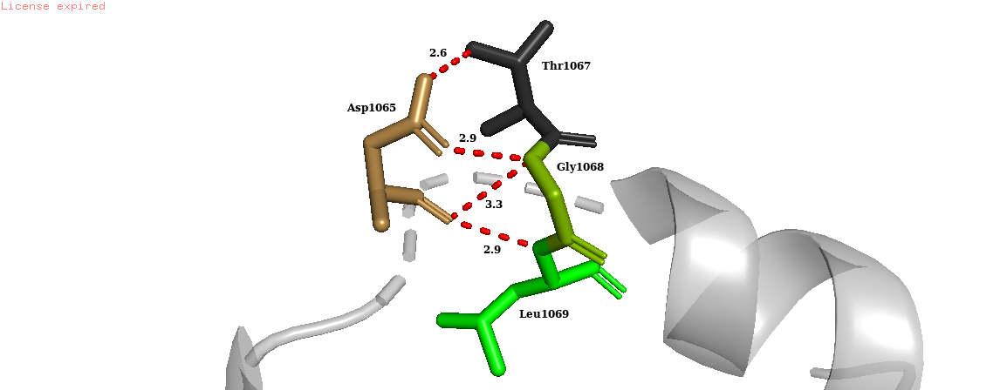 License expired
2.6
Thr1067
Asp1065
2.9
Gly1068
3.3
2.9
Leu1069